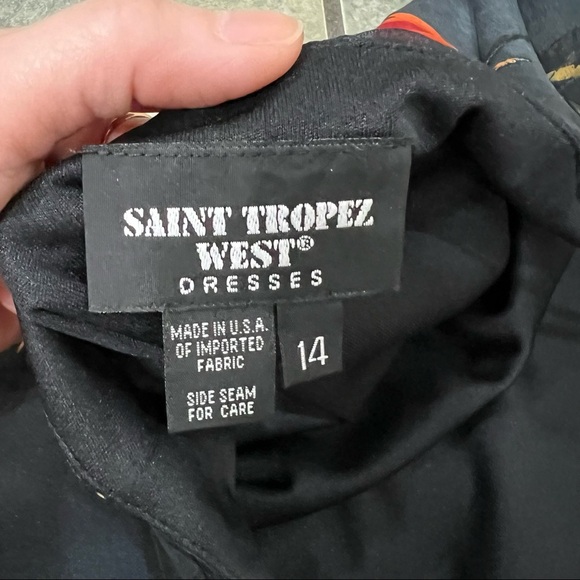 SAINT TROPEZ
WEST®
DRESSES
MADE IN U.S.A.
OF IMPORTED
FABRIC
SIDE SEAM
FOR CARE
14